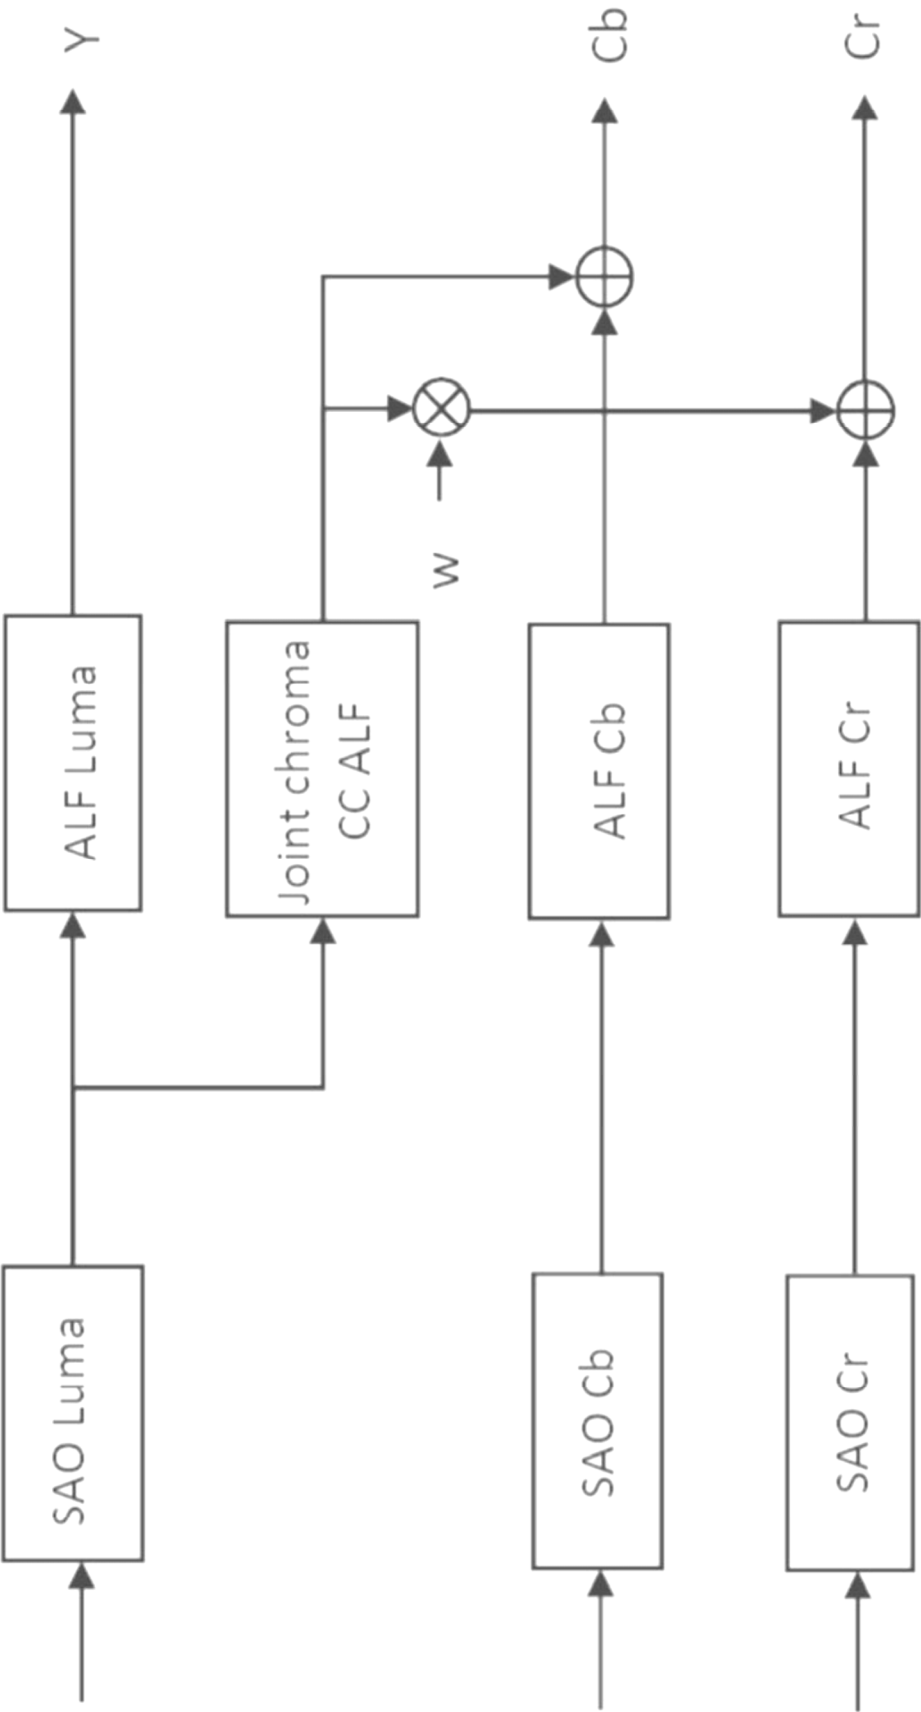 SAO Luma
ALF Luma
Y
Joint chroma
CC ALF
w
SAO Cb
ALF Cb
Cb
SAO Cr
ALF Cr
Cr